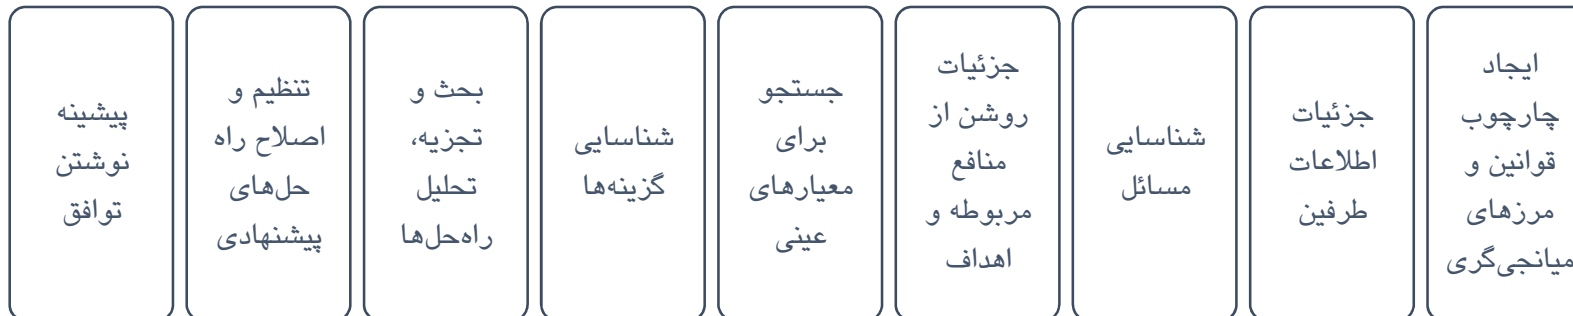 ایجاد
چارچوب
قوانین و
مرزهای
میانجی‌گری
جزئیات
اطلاعات
طرفین
شناسایی
مسائل
جزئیات
روشن از
منافع
مربوطه و
اهداف
جستجو
برای
معیارهای
عینی
شناسایی
گزینه‌ها
بحث و
تجزیه،
تحلیل
راه‌حل‌ها
تنظیم و
اصلاح راه
حل‌های
پیشنهادی
پیشینه
نوشتن
توافق